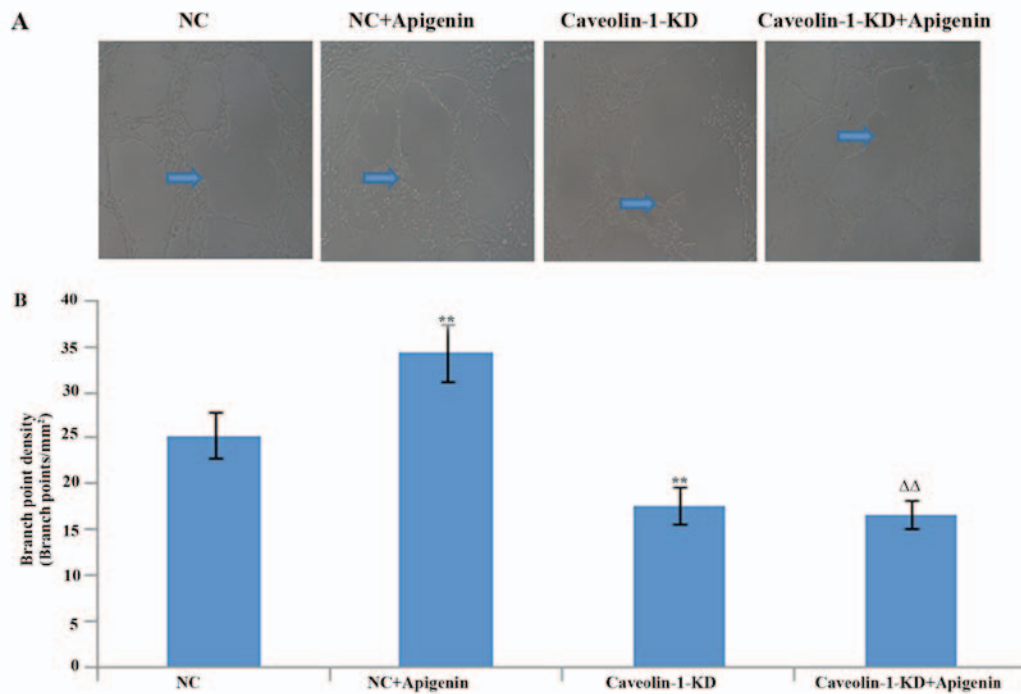 A
NC
NC+Apigenin
Caveolin-1-KD
Caveolin-1-KD+Apigenin
B
Branch point density
(Branch points/mm²)
40
35
30
25
20
15
10
5
0
**
**
ΔΔ
NC
NC+Apigenin
Caveolin-1-KD
Caveolin-1-KD+Apigenin